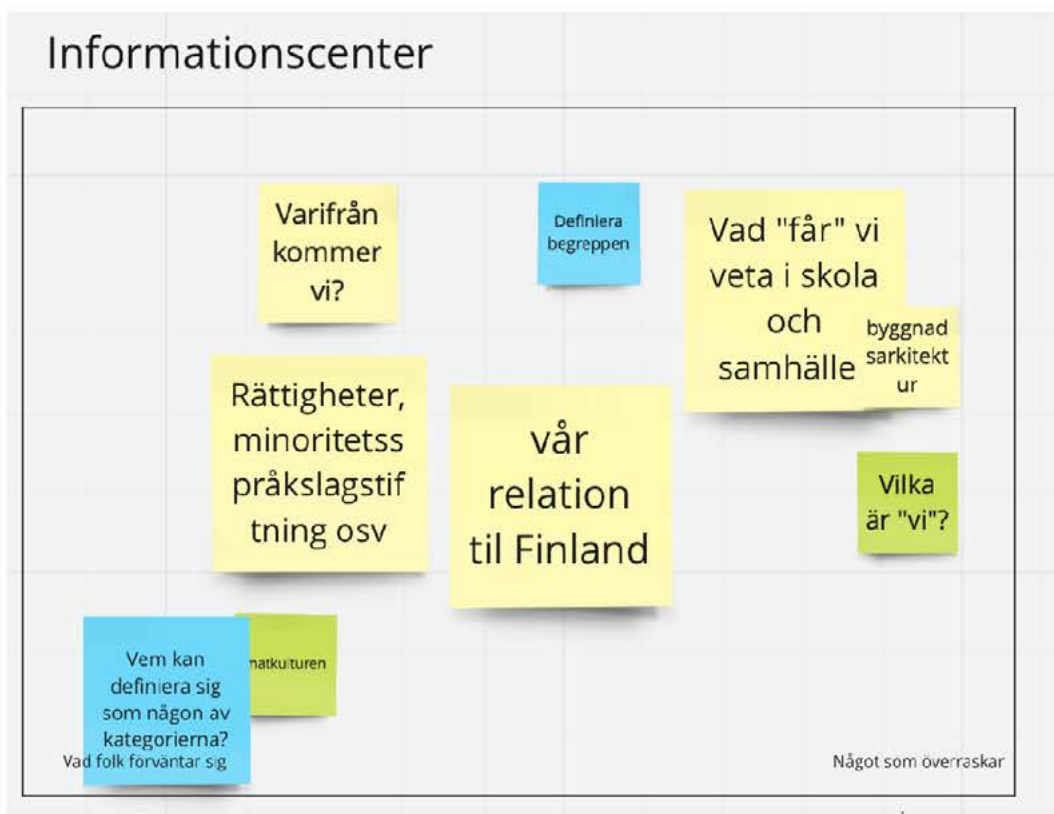 Informationscenter
Varifrån
kommer
vi?
Definiera
begreppen
Vad "får" vi
veta i skola
och
samhälle
byggnad
sarkitekt
ur
Rättigheter,
minoritetss
pråkslagstif
tning osv
vår
relation
til Finland
Vilka
är "vi"?
Vem kan
definiera sig
som någon av
kategorierna?
matkulturen
Vad folk förväntar sig
Något som överraskar